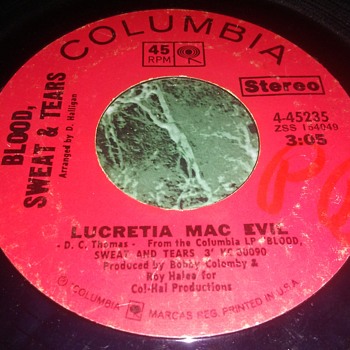 COLUMBIA
45
RPM
Stereo
BLOOD,
SWEAT & TEARS
Arranged by D. Halligan
4-45235
ZSS 154049
3:05
LUCRETIA MAC EVIL
- D. C. Thomas - From the Columbia LP "BLOOD,
SWEAT AND TEARS 3" KC 30090
Produced by Bobby Colomby &
Roy Halee for
Col-Hal Productions
® "COLUMBIA" MARCAS REG. PRINTED IN U.S.A.